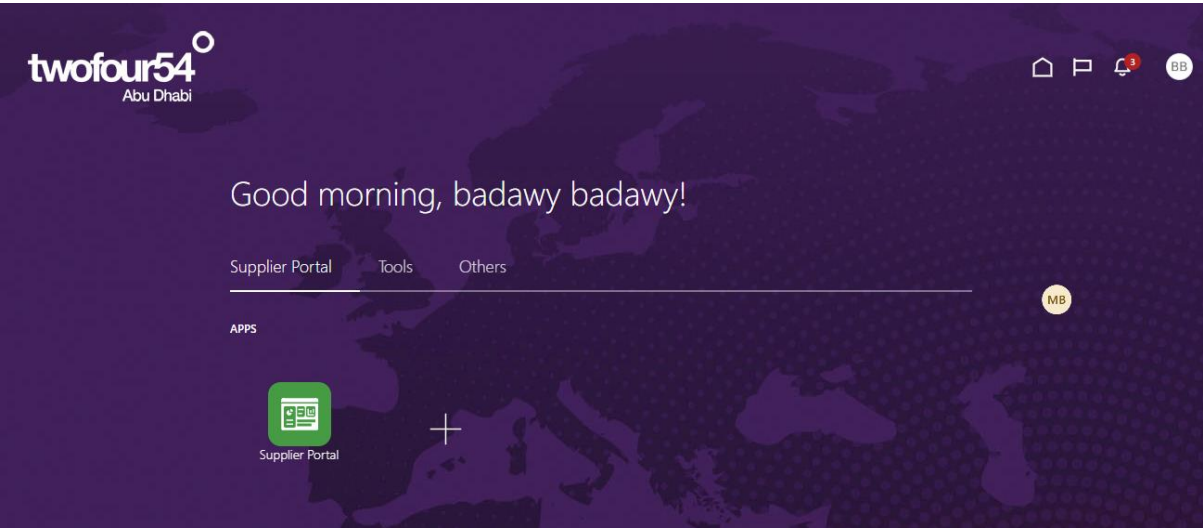 twofour54
Abu Dhabi
3
BB
Good morning, badawy badawy!
Supplier Portal Tools Others
MB
APPS
Supplier Portal